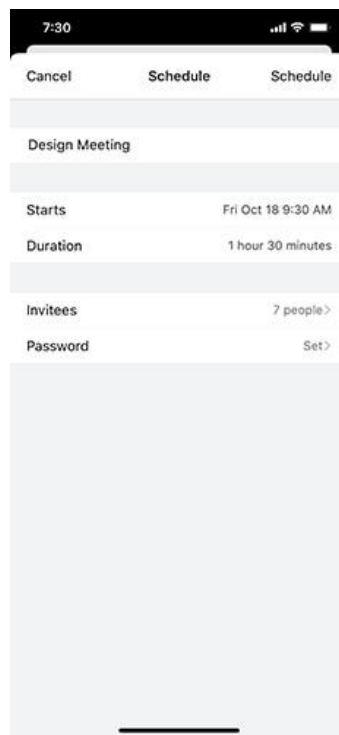 7:30
Cancel Schedule Schedule
Design Meeting
Starts Fri Oct 18 9:30 AM
Duration 1 hour 30 minutes
Invitees 7 people>
Password Set>